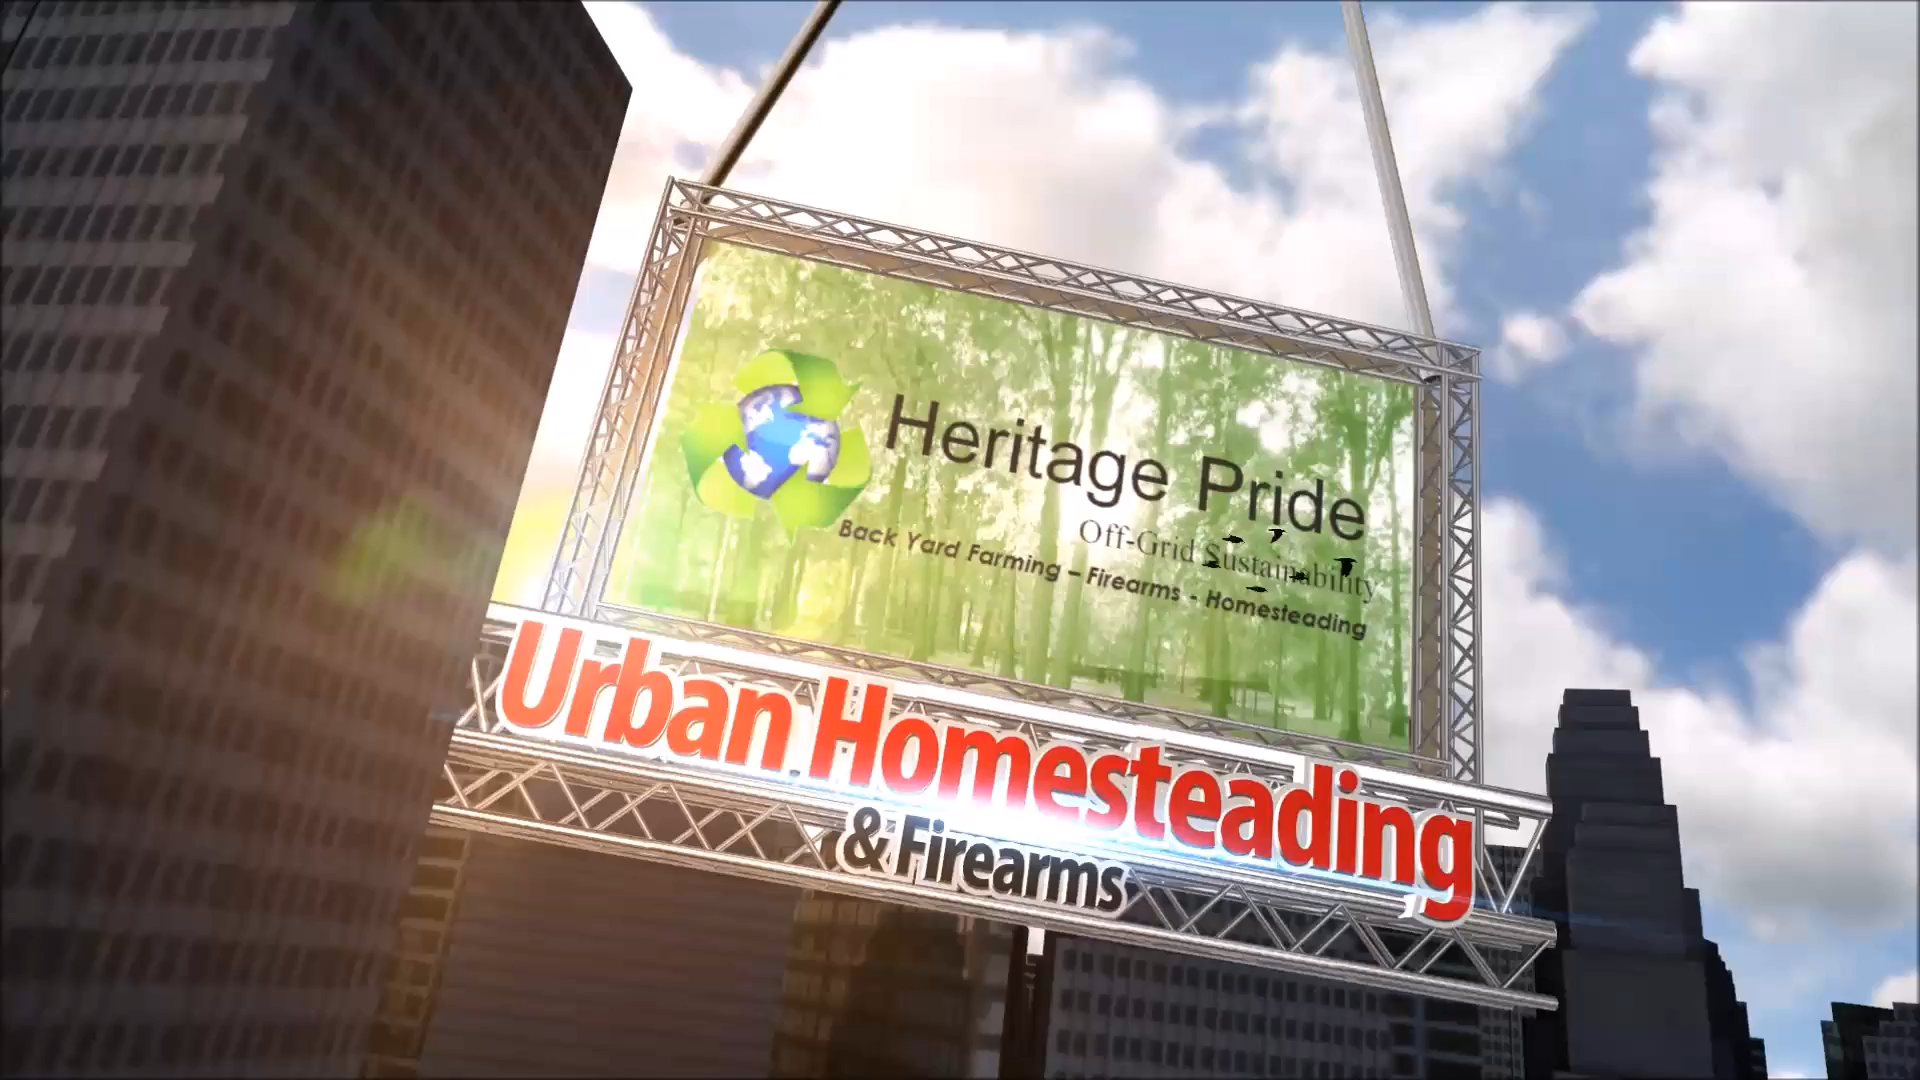 Heritage Pride
Off-Grid Sustainability
Back Yard Farming – Firearms - Homesteading
Urban Homesteading
& Firearms